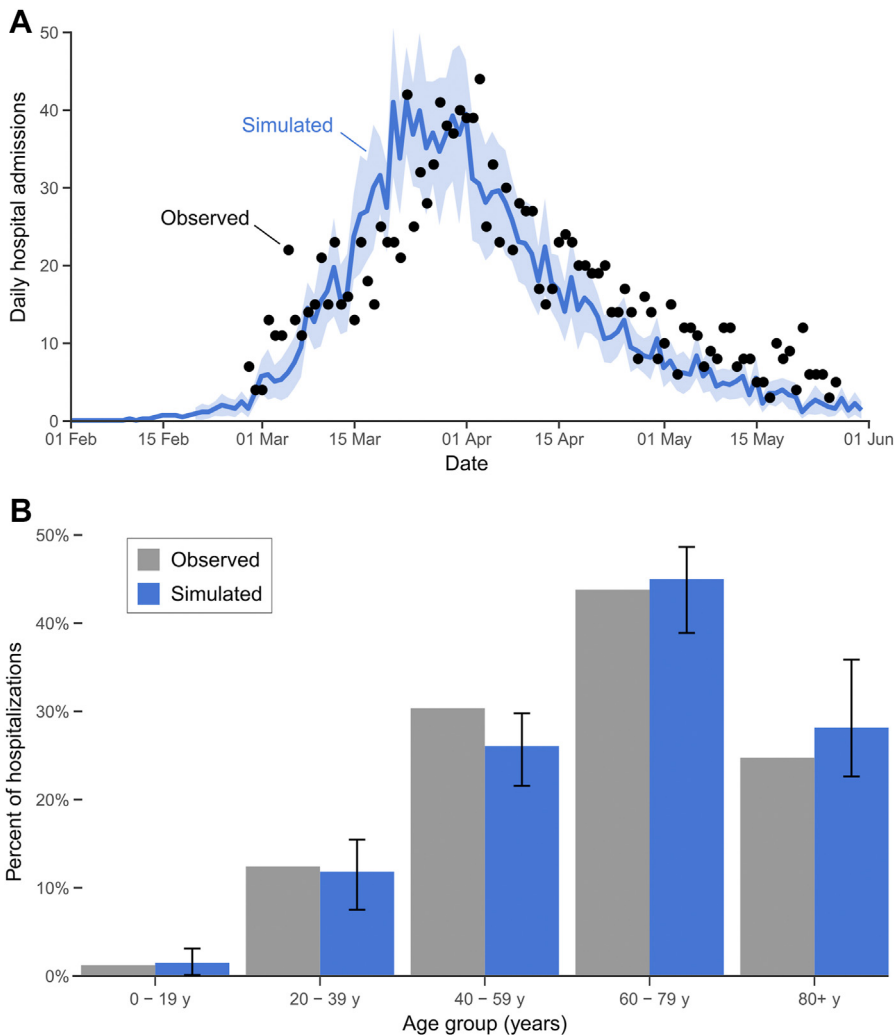 A
Daily hospital admissions
50
40
30
20
10
0
Simulated
Observed
01 Feb 15 Feb 01 Mar 15 Mar 01 Apr 15 Apr 01 May 15 May 01 Jun
Date
B
Percent of hospitalizations
50%
40%
30%
20%
10%
0%
Observed
Simulated
0 – 19 y 20 – 39 y 40 – 59 y 60 – 79 y 80+ y
Age group (years)